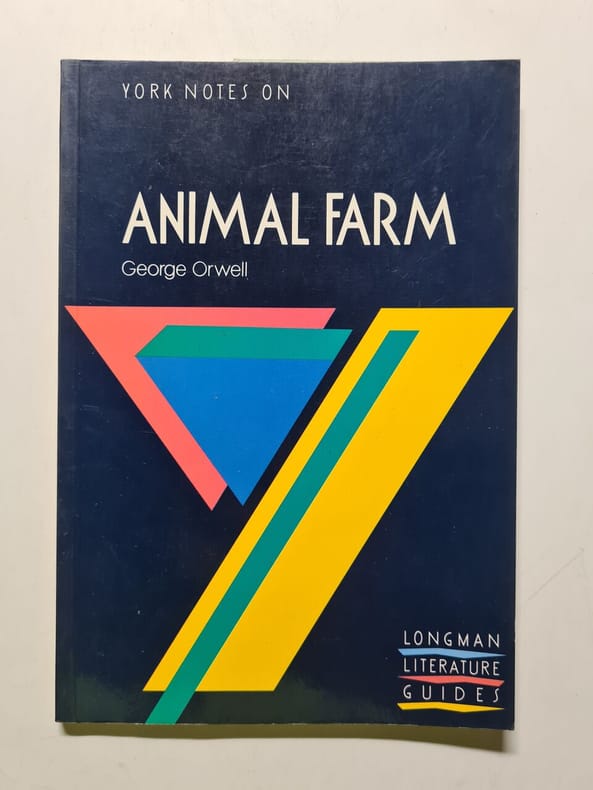 YORK NOTES ON
ANIMAL FARM
George Orwell
LONGMAN
LITERATURE
GUIDES